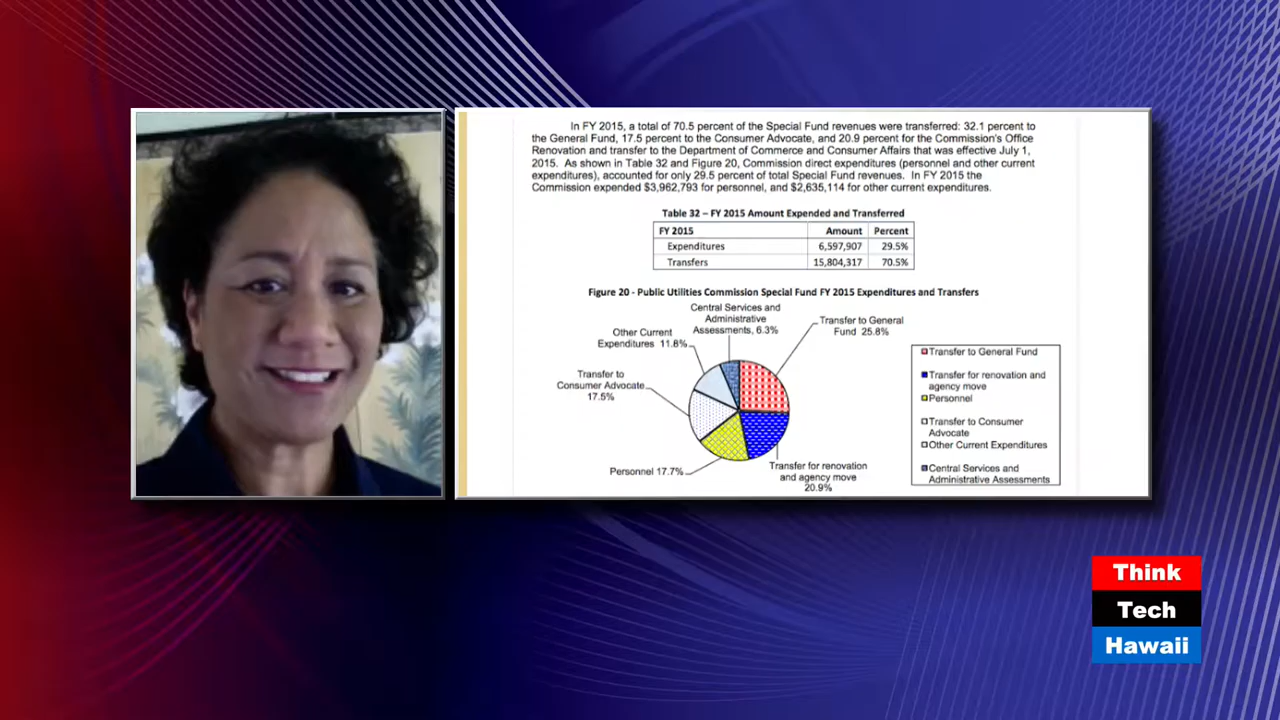 In FY 2015, a total of 70.5 percent of the Special Fund revenues were transferred: 32.1 percent to
the General Fund, 17.5 percent to the Consumer Advocate, and 20.9 percent for the Commission's Office
Renovation and transfer to the Department of Commerce and Consumer Affairs that was effective July 1,
2015. As shown in Table 32 and Figure 20, Commission direct expenditures (personnel and other current
expenditures), accounted for only 29.5 percent of total Special Fund revenues. In FY 2015 the
Commission expended $3,962,793 for personnel, and $2,635,114 for other current expenditures.
Table 32 – FY 2015 Amount Expended and Transferred
FY 2015 Amount Percent
Expenditures 6,597,907 29.5%
Transfers 15,804,317 70.5%
Figure 20 - Public Utilities Commission Special Fund FY 2015 Expenditures and Transfers
Central Services and
Administrative
Assessments, 6.3%
Transfer to General
Fund 25.8%
Other Current
Expenditures 11.8%
Transfer to
Consumer Advocate
17.5%
Personnel 17.7%
Transfer for renovation
and agency move
20.9%
Transfer to General Fund
Transfer for renovation and
agency move
Personnel
Transfer to Consumer
Advocate
Other Current Expenditures
Central Services and
Administrative Assessments
Think
Tech
Hawaii